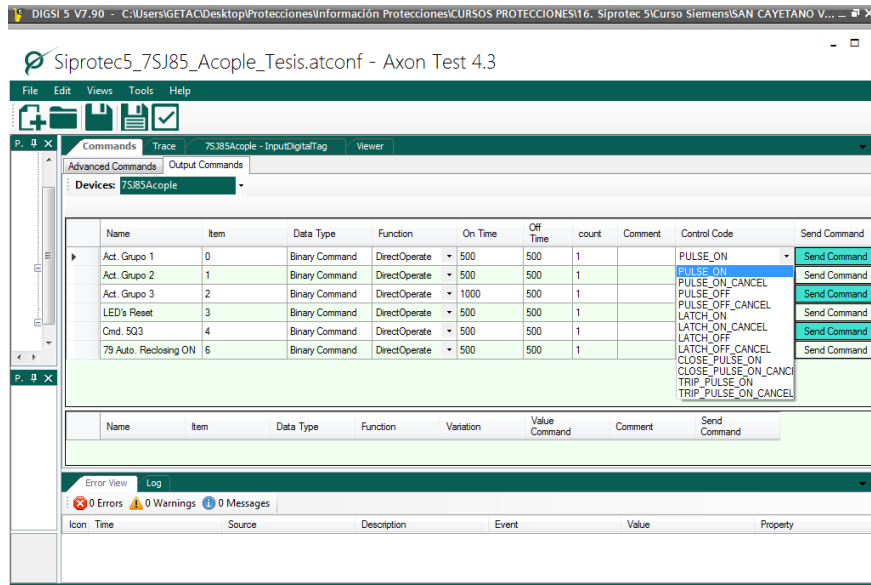 DIGSI 5 V7.90 - C:\Users\GETAC\Desktop\Protecciones\Información Protecciones\CURSOS PROTECCIONES\16. Siprotec 5\Curso Siemens\SAN CAYETANO V...
Siprotec5_7SJ85_Acople_Tesis.atconf - Axon Test 4.3
File Edit Views Tools Help
P. Commands Trace 7SJ85Acople - InputDigitalTag Viewer
Advanced Commands Output Commands
Devices: 7SJ85Acople
Name Item Data Type Function On Time Off Time count Comment Control Code Send Command
Act. Grupo 1 0 Binary Command DirectOperate 500 500 1 PULSE_ON Send Command
Act. Grupo 2 1 Binary Command DirectOperate 500 500 1 Send Command
Act. Grupo 3 2 Binary Command DirectOperate 1000 500 1 Send Command
LED's Reset 3 Binary Command DirectOperate 500 500 1 Send Command
Cmd. 5Q3 4 Binary Command DirectOperate 500 500 1 Send Command
79 Auto. Reclosing ON 6 Binary Command DirectOperate 500 500 1 Send Command
PULSE_ON
PULSE_ON_CANCEL
PULSE_OFF
PULSE_OFF_CANCEL
LATCH_ON
LATCH_ON_CANCEL
LATCH_OFF
LATCH_OFF_CANCEL
CLOSE_PULSE_ON
CLOSE_PULSE_ON_CANCI
TRIP_PULSE_ON
TRIP_PULSE_ON_CANCEL
P.
Name Item Data Type Function Variation Value Command Comment Send Command
Error View Log
0 Errors 0 Warnings 0 Messages
Icon Time Source Description Event Value Property